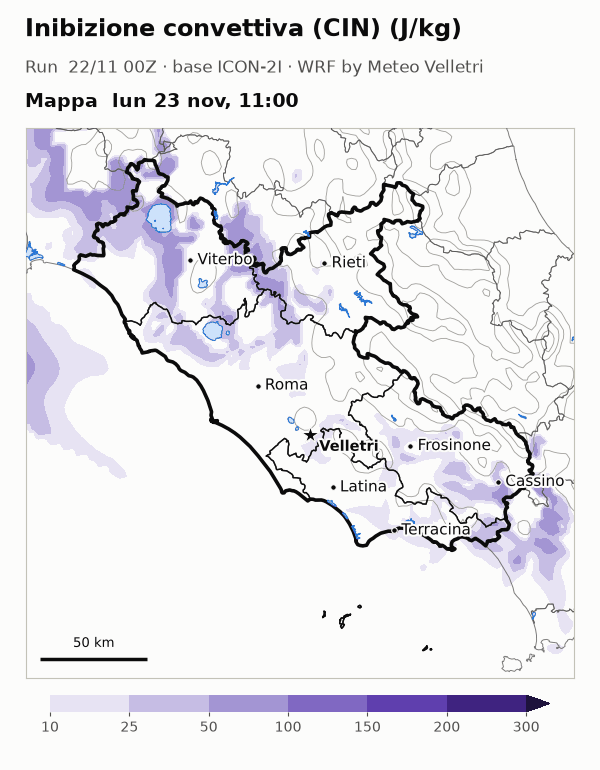 Inibizione convettiva (CIN) (J/kg)
Run 22/11 00Z · base ICON-2I · WRF by Meteo Velletri
Mappa lun 23 nov, 11:00
Viterbo
Rieti
Roma
Velletri
Frosinone
Cassino
Latina
Terracina
50 km
10 25 50 100 150 200 300